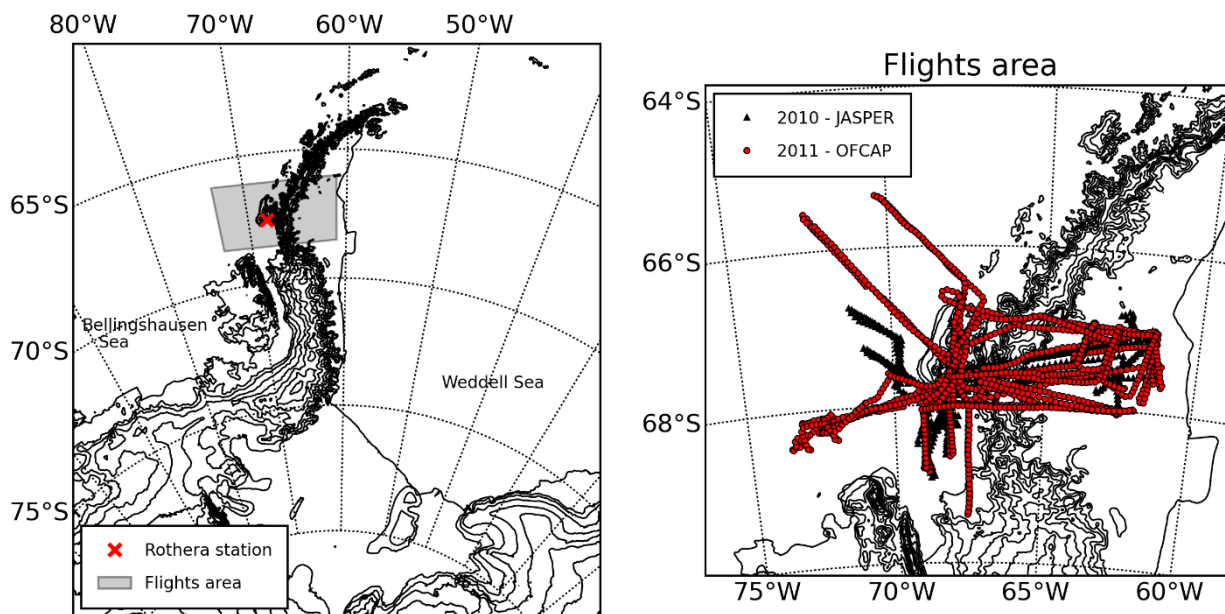 80°W
70°W
60°W
50°W
65°S
70°S
75°S
Bellingshausen
Sea
Weddell Sea
Rothera station
Flights area
Flights area
2010 - JASPER
2011 - OFCAP
64°S
66°S
68°S
75°W
70°W
65°W
60°W